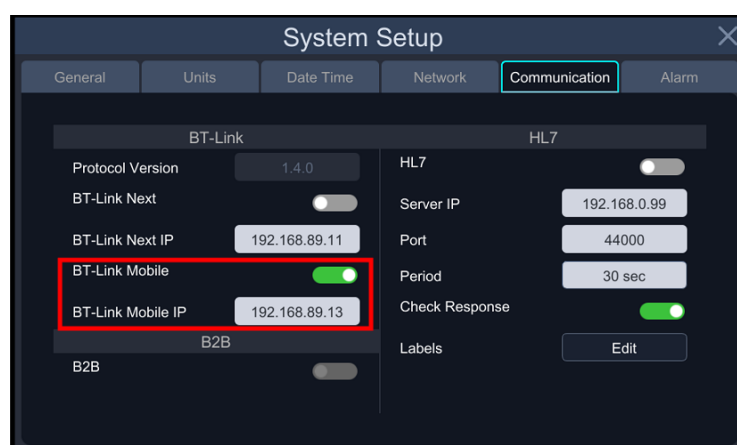 System Setup
General Units Date Time Network Communication Alarm
BT-Link
Protocol Version 1.4.0
BT-Link Next
BT-Link Next IP 192.168.89.11
BT-Link Mobile
BT-Link Mobile IP 192.168.89.13
B2B
B2B
HL7
HL7
Server IP 192.168.0.99
Port 44000
Period 30 sec
Check Response
Labels Edit